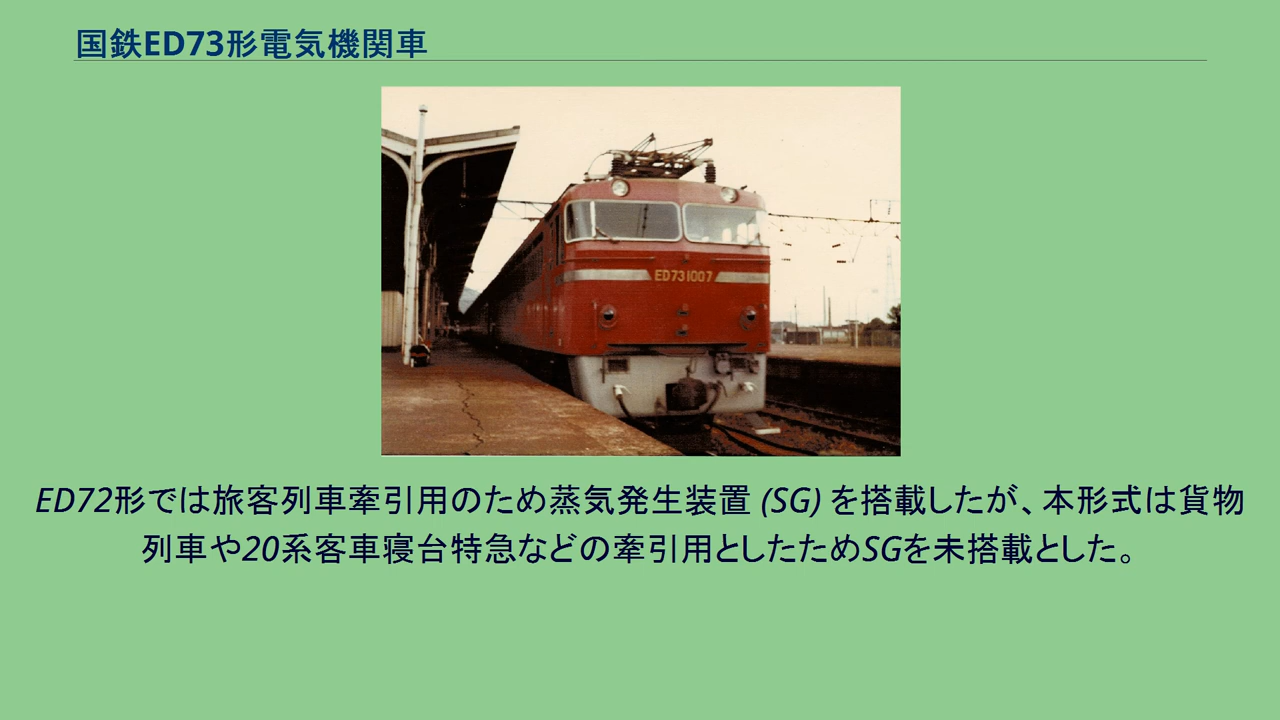 国鉄ED73形電気機関車
ED73 1007
ED72形では旅客列車牽引用のため蒸気発生装置 (SG) を搭載したが、本形式は貨物
列車や20系客車寝台特急などの牽引用としたためSGを未搭載とした。